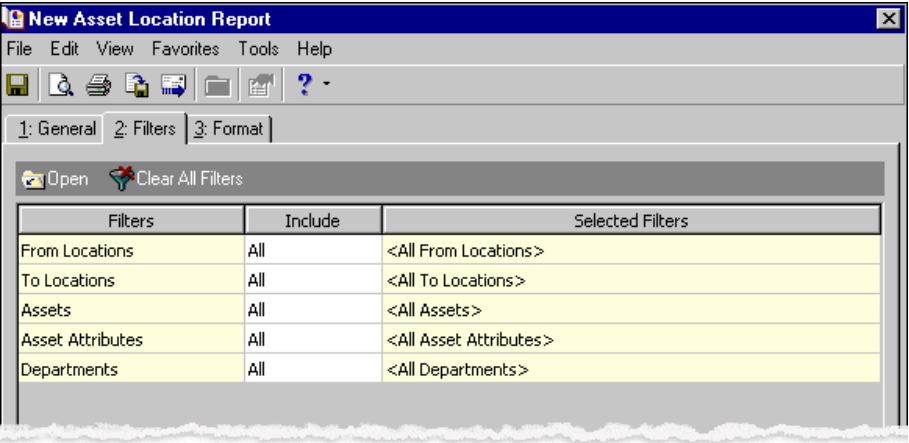 New Asset Location Report
File Edit View Favorites Tools Help
?
1: General 2: Filters 3: Format
Open Clear All Filters
Filters Include Selected Filters
From Locations All <All From Locations>
To Locations All <All To Locations>
Assets All <All Assets>
Asset Attributes All <All Asset Attributes>
Departments All <All Departments>